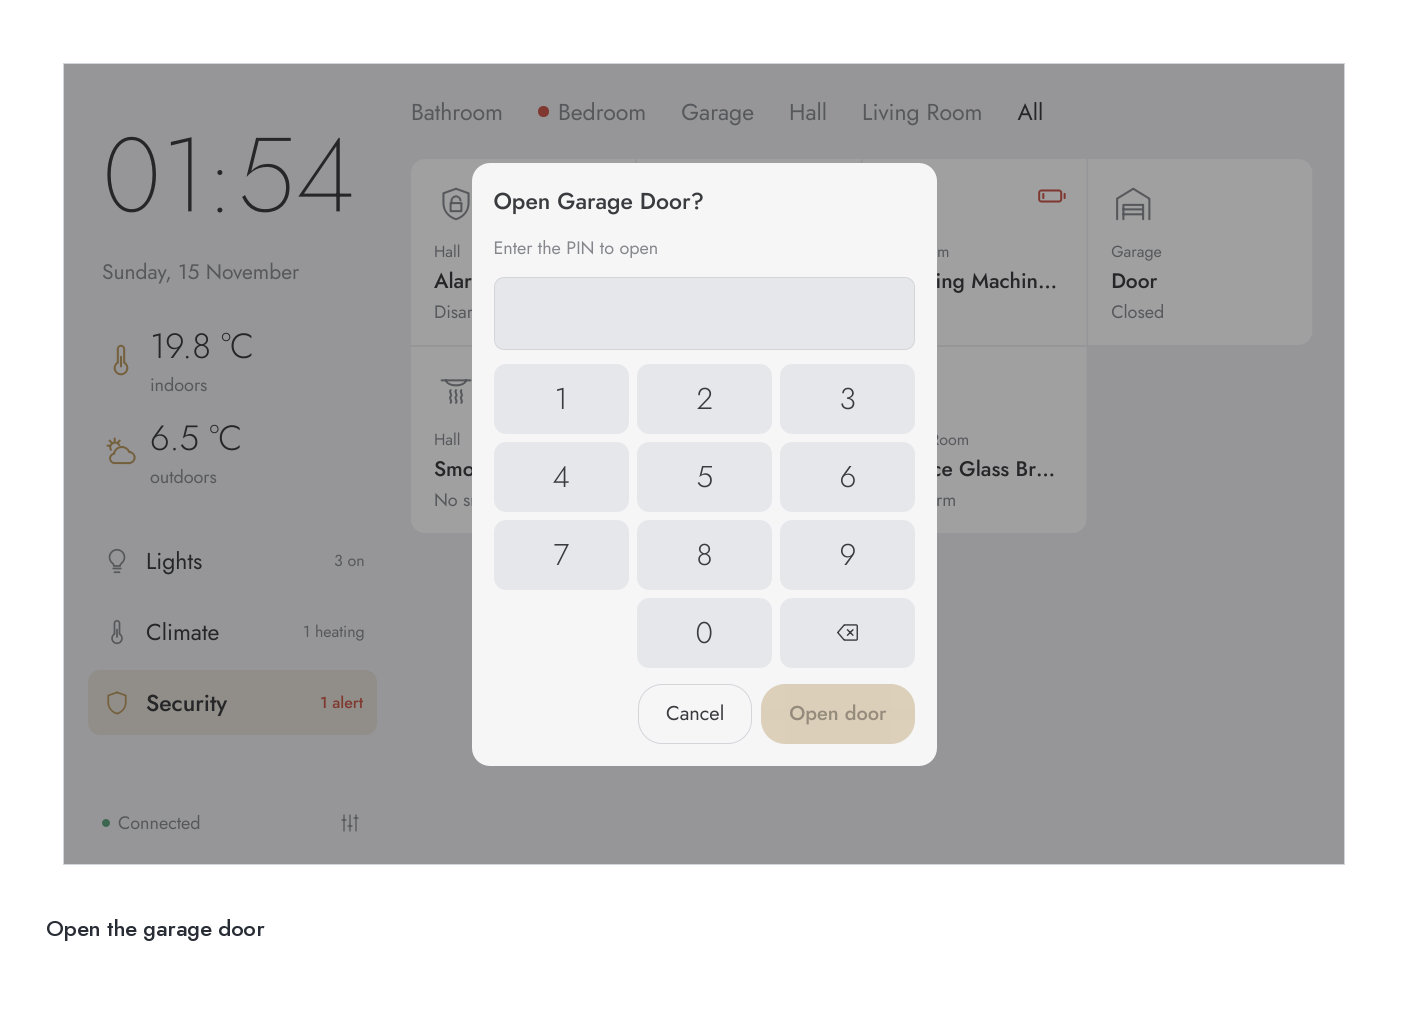 Bathroom
Bedroom
Garage
Hall
Living Room
All
01:54
Sunday, 15 November
19.8 °C
indoors
6.5 °C
outdoors
Lights
3 on
Climate
1 heating
Security
1 alert
Connected
Hall
Garage
Door
Closed
Hall
No
Glass Br...
Open Garage Door?
Enter the PIN to open
1 2 3
4 5 6
7 8 9
0
Cancel
Open door
Open the garage door